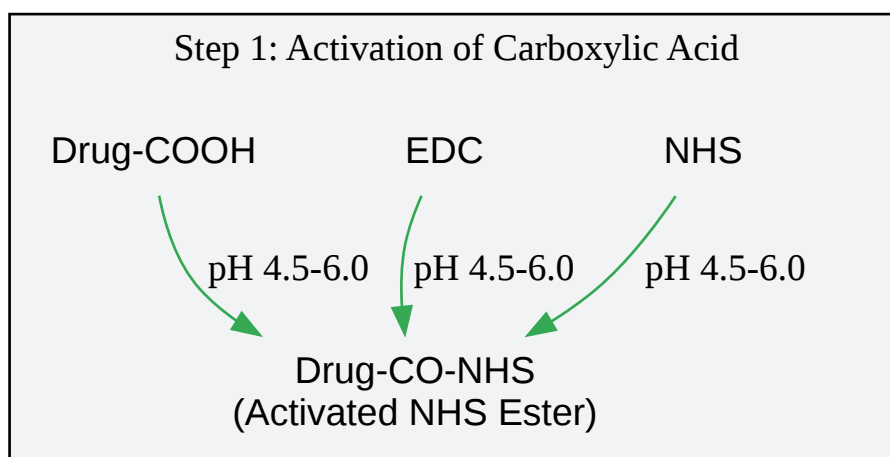 Step 1: Activation of Carboxylic Acid
Drug-COOH EDC NHS
pH 4.5-6.0 pH 4.5-6.0 pH 4.5-6.0
Drug-CO-NHS
(Activated NHS Ester)